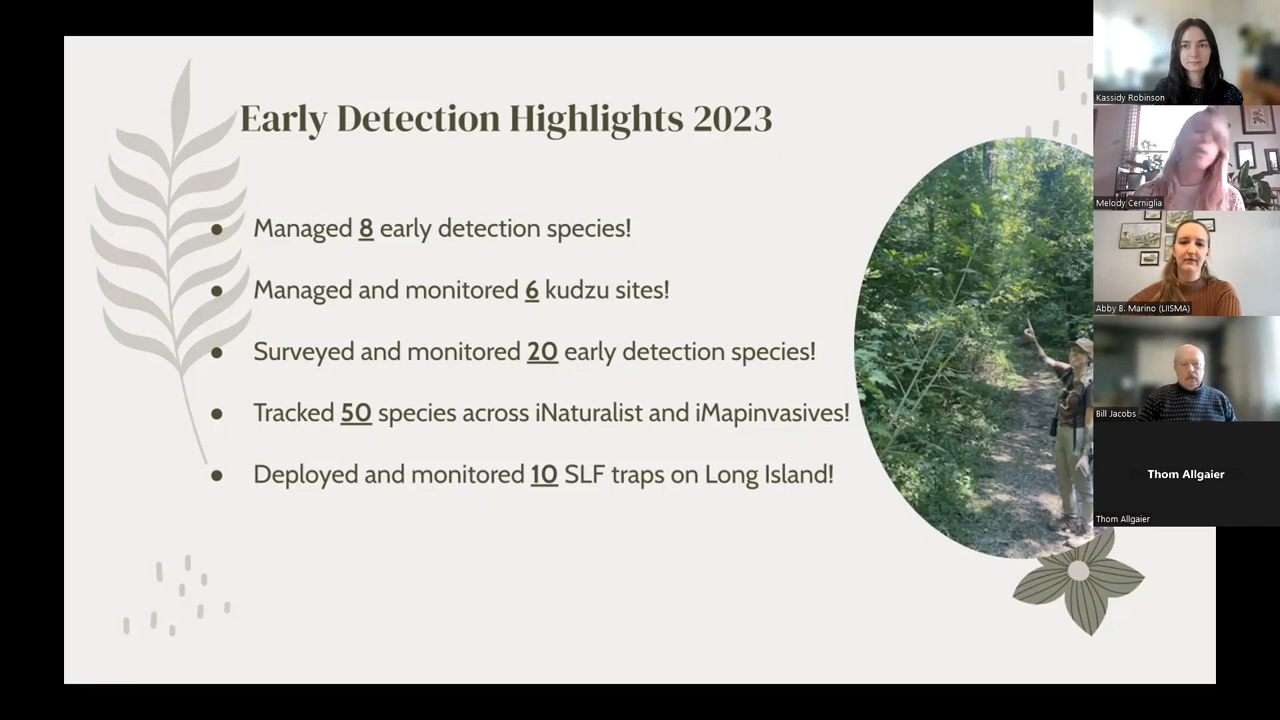 Early Detection Highlights 2023
● Managed 8 early detection species!
● Managed and monitored 6 kudzu sites!
● Surveyed and monitored 20 early detection species!
● Tracked 50 species across iNaturalist and iMapinvasives!
● Deployed and monitored 10 SLF traps on Long Island!
Kassidy Robinson
Melody Cerniglia
Abby B. Marino (LIISMA)
Bill Jacobs
Thom Allgaier
Thom Allgaier